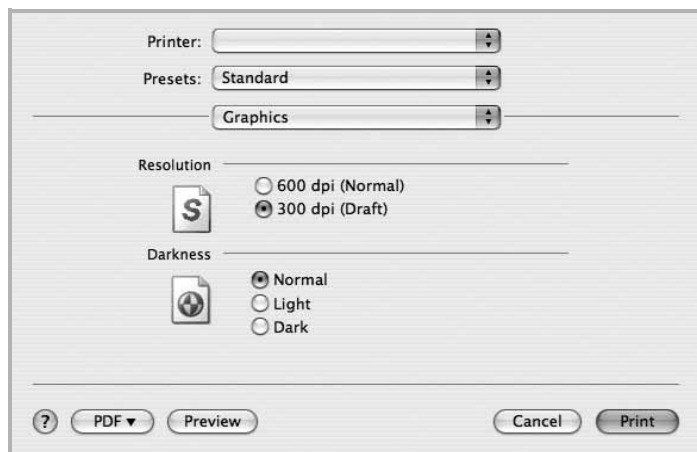 Printer:
Presets: Standard
Graphics
Resolution
600 dpi (Normal)
S
300 dpi (Draft)
Darkness
Normal
Light
Dark
? PDF ▼ Preview Cancel Print